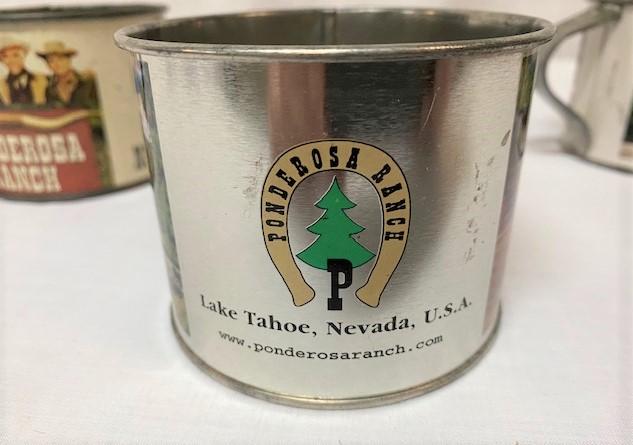 PONDEROSA RANCH
P
Lake Tahoe, Nevada, U.S.A.
www.ponderosaranch.com
DEROSA
RANCH